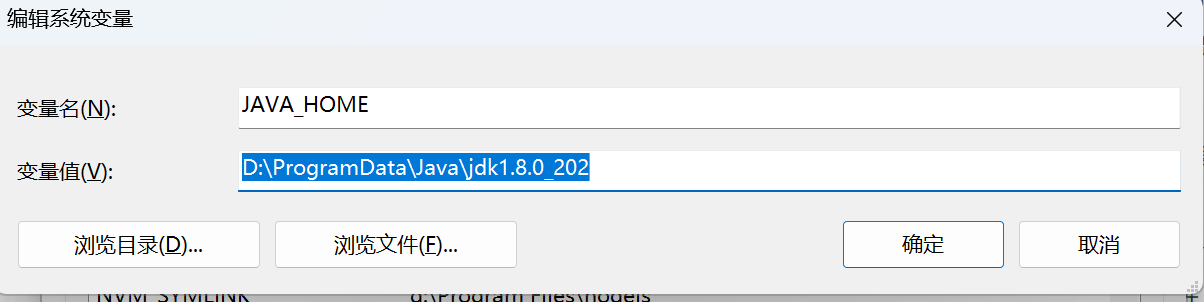 编辑系统变量
变量名(N):
JAVA_HOME
变量值(V):
D:\ProgramData\Java\jdk1.8.0_202
浏览目录(D)...
浏览文件(F)...
确定
取消
NVM_SYMLINK
d:\Program Files\nodejs